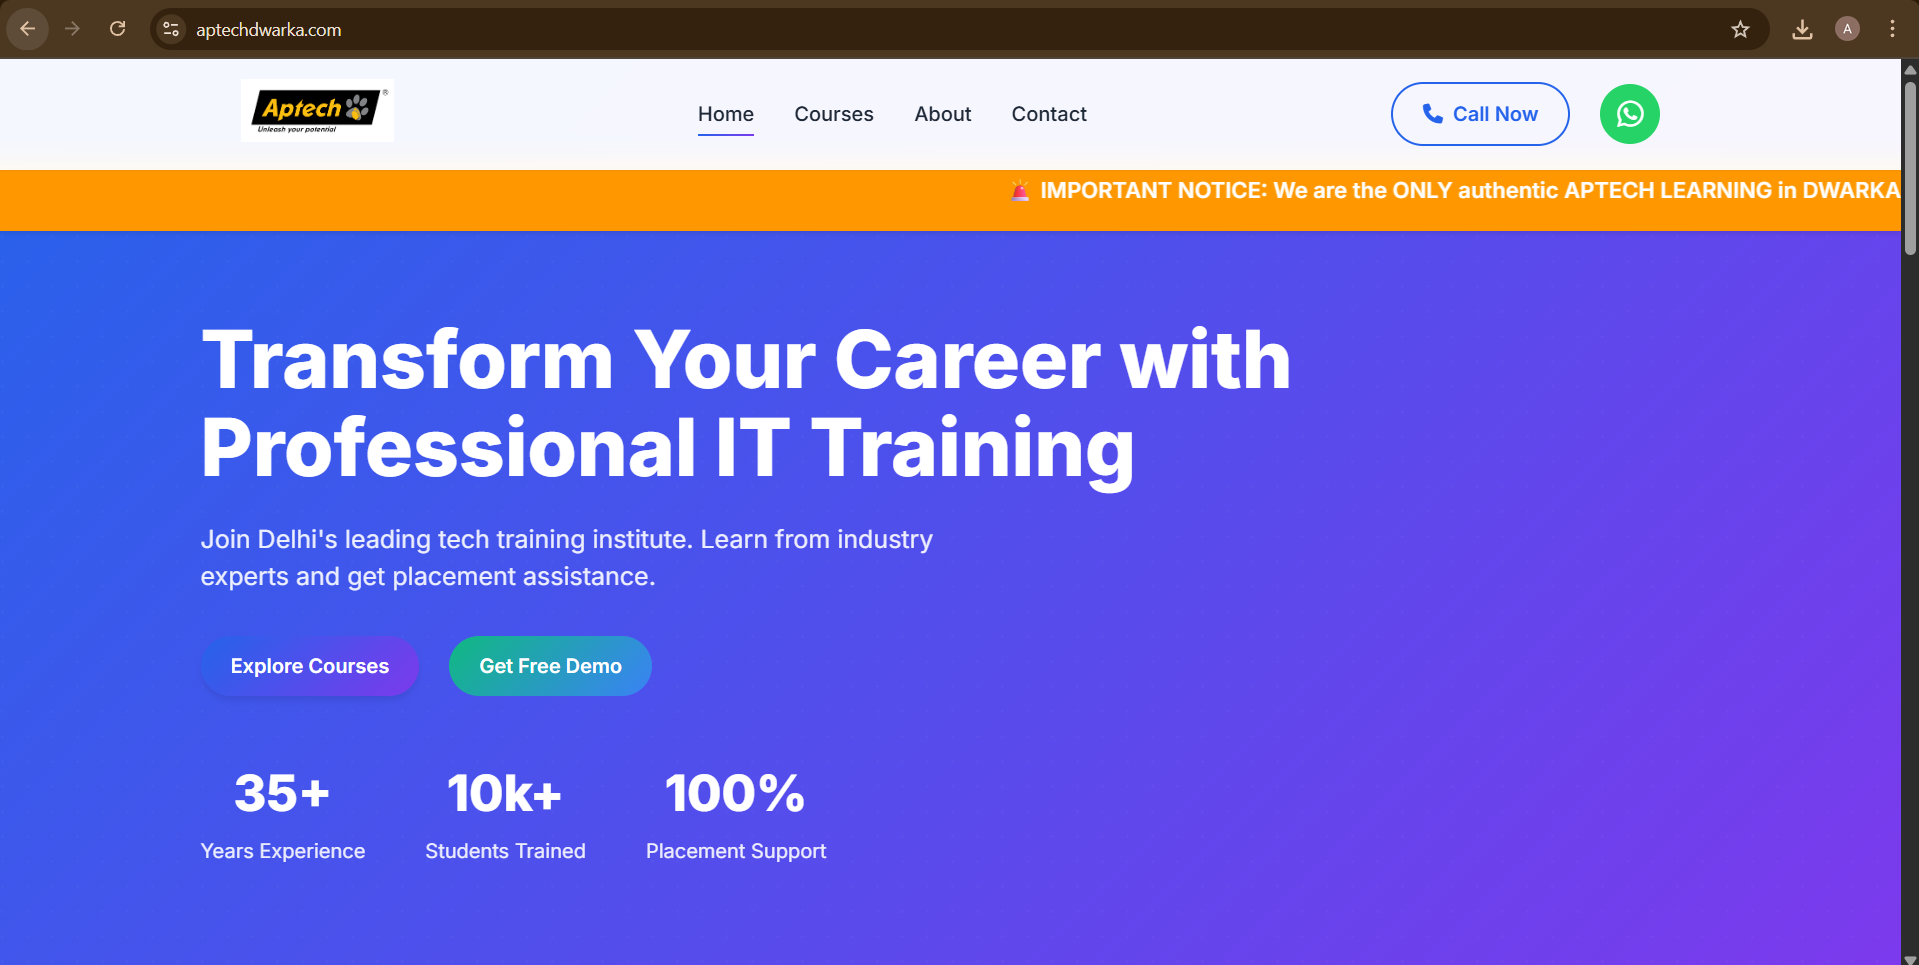 aptechdwarka.com
A
Aptech ®
Unleash your potential
Home
Courses
About
Contact
Call Now
IMPORTANT NOTICE: We are the ONLY authentic APTECH LEARNING in DWARKA
Transform Your Career with
Professional IT Training
Join Delhi's leading tech training institute. Learn from industry
experts and get placement assistance.
Explore Courses
Get Free Demo
35+
Years Experience
10k+
Students Trained
100%
Placement Support